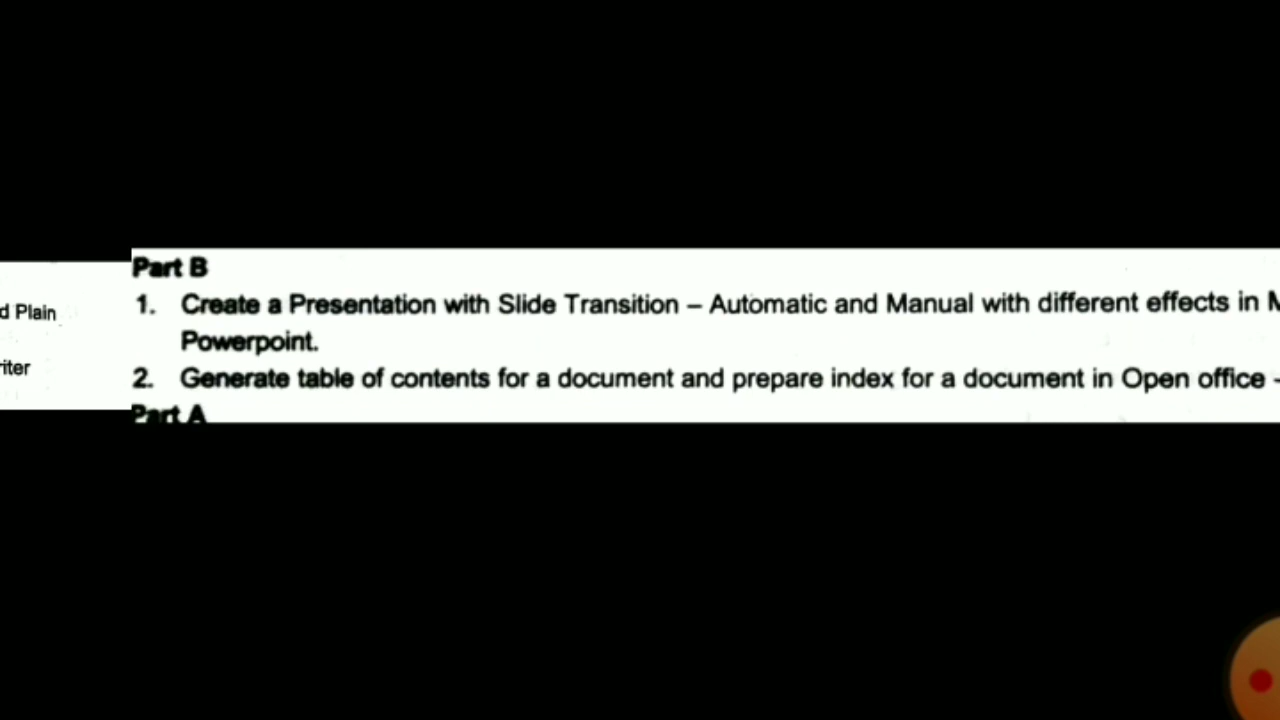 Part B
1. Create a Presentation with Slide Transition – Automatic and Manual with different effects in
Powerpoint.
2. Generate table of contents for a document and prepare index for a document in Open office -
Part A
d Plain
riter